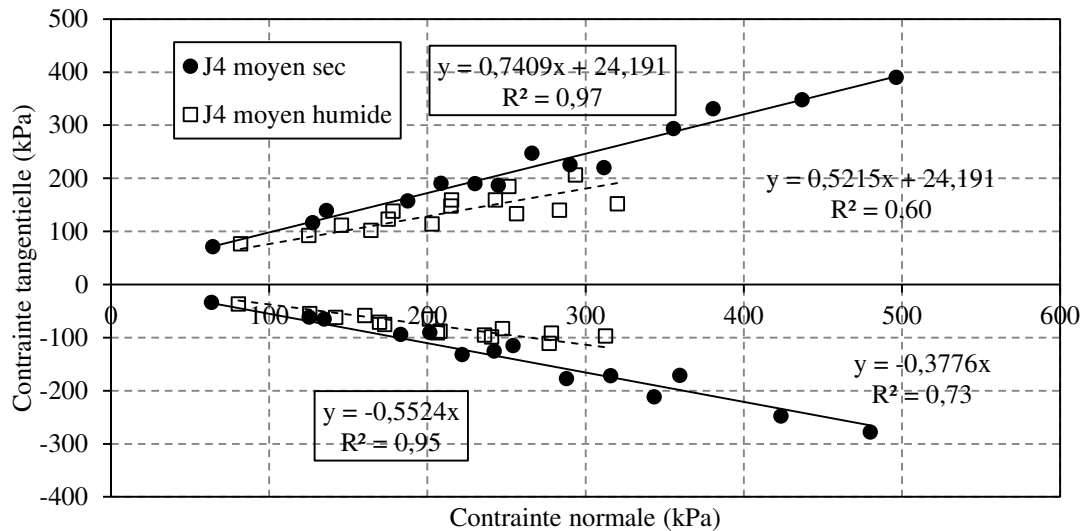 500
400
300
200
100
0
-100
-200
-300
-400
0
100
200
300
400
500
600
Contrainte tangentielle (kPa)
Contrainte normale (kPa)
J4 moyen sec
J4 moyen humide
y = 0,7409x + 24,191
R² = 0,97
y = 0,5215x + 24,191
R² = 0,60
y = -0,3776x
R² = 0,73
y = -0,5524x
R² = 0,95